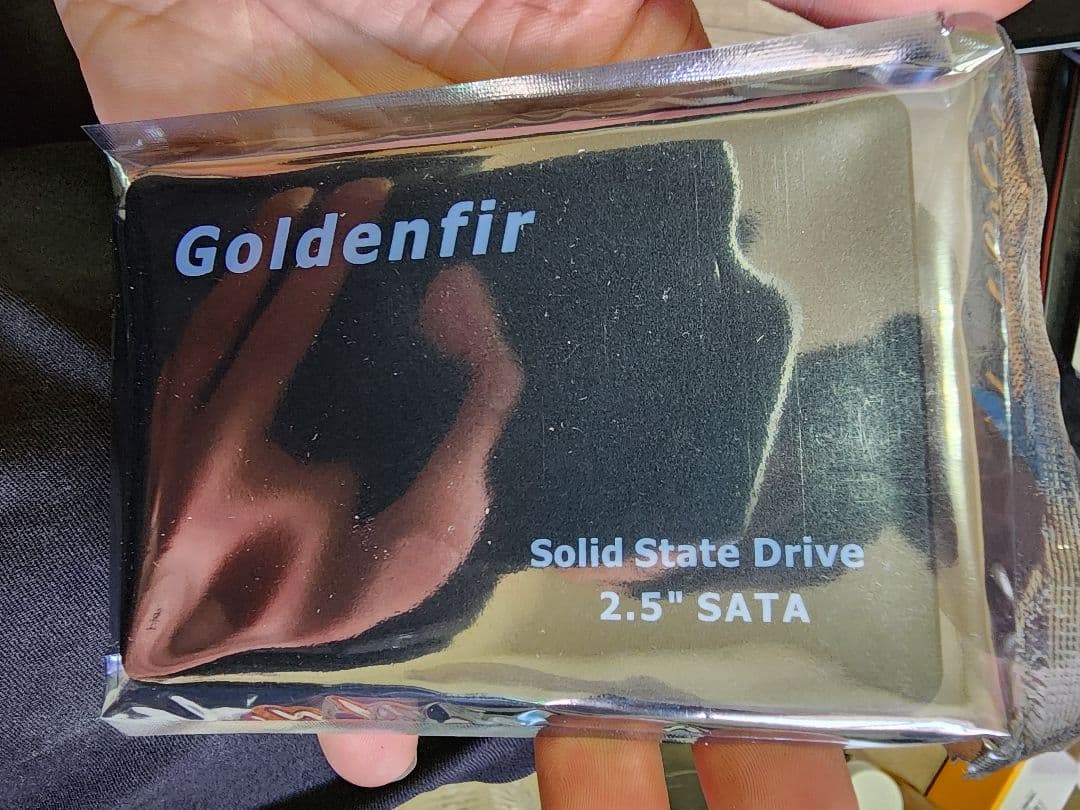 Goldenfir
Solid State Drive
2.5" SATA